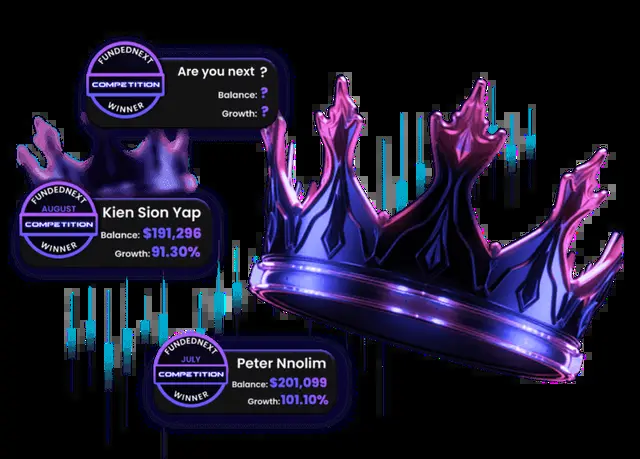 FUNDEDNEXT
COMPETITION
WINNER
Are you next ?
Balance: ?
Growth: ?
FUNDEDNEXT
AUGUST
COMPETITION
WINNER
Kien Sion Yap
Balance: $191,296
Growth: 91.30%
FUNDEDNEXT
JULY
COMPETITION
WINNER
Peter Nnolim
Balance: $201,099
Growth: 101.10%